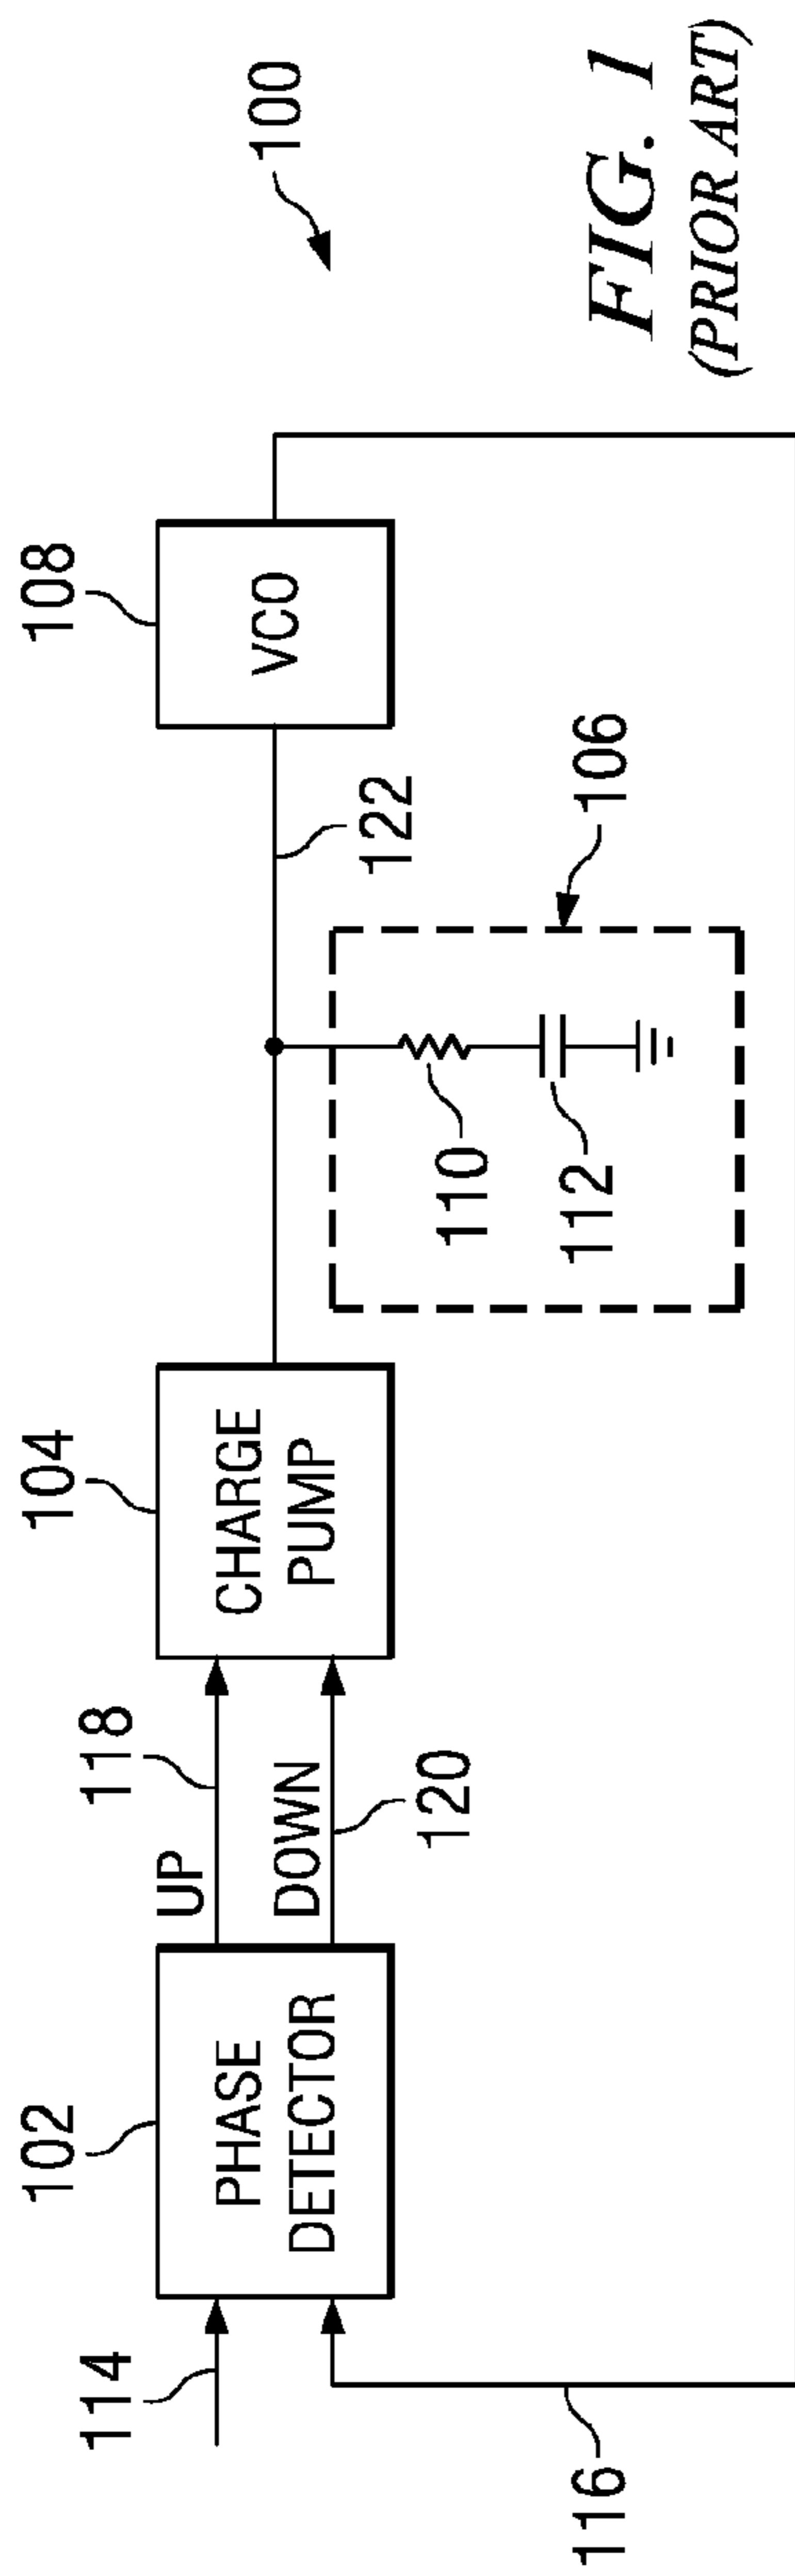 100
102
104
108
114
118
UP
PHASE
DETECTOR
DOWN
120
CHARGE
PUMP
122
VCO
110
112
106
116
FIG. 1
(PRIOR ART)